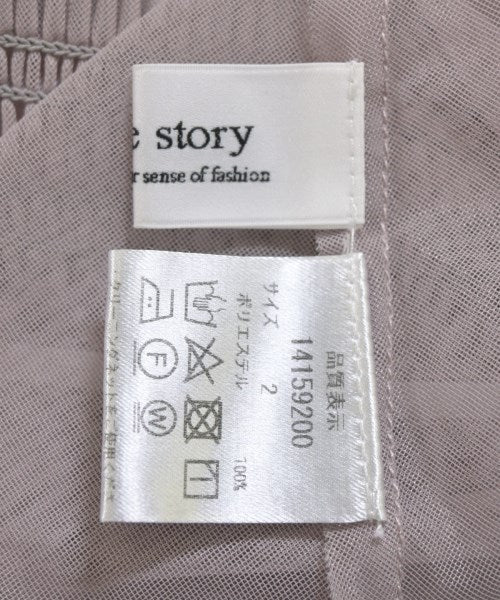 e story
r sense of fashion
品質表示
14159200
サイズ 2
ポリエステル 100%
F
W